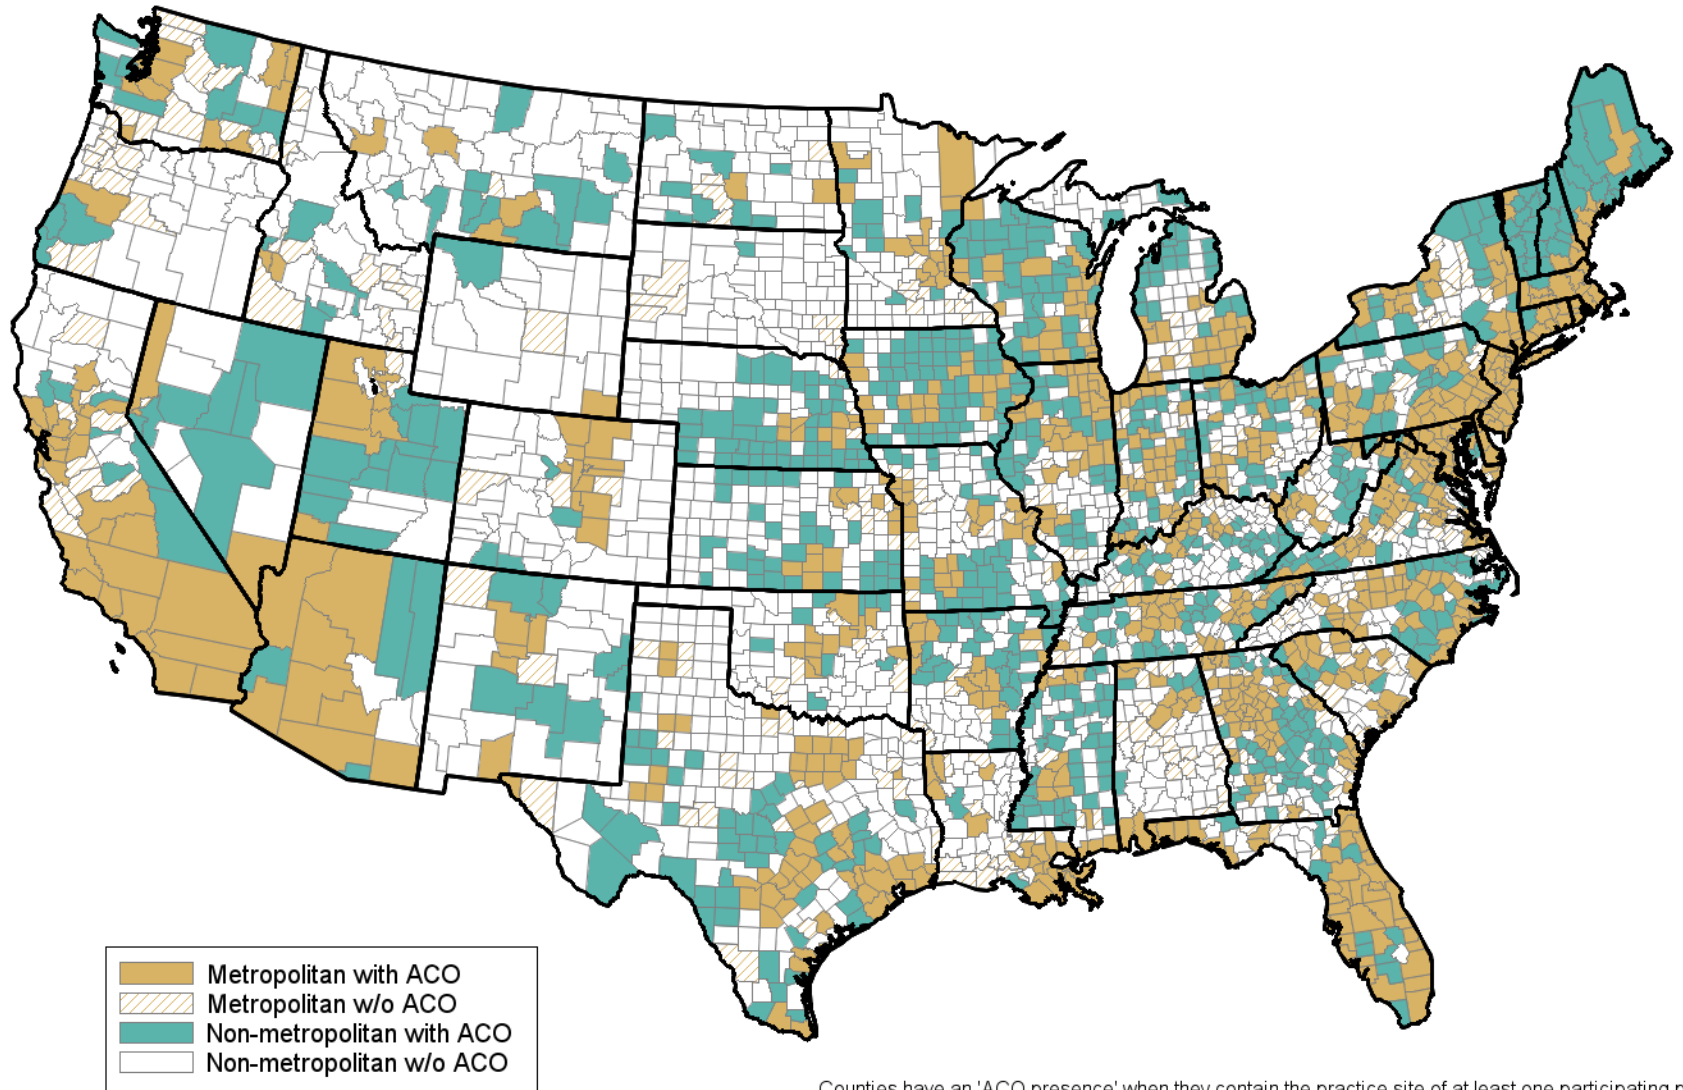 Metropolitan with ACO
Metropolitan w/o ACO
Non-metropolitan with ACO
Non-metropolitan w/o ACO
Counties have an 'ACO presence' when they contain the practice site of at least one participating